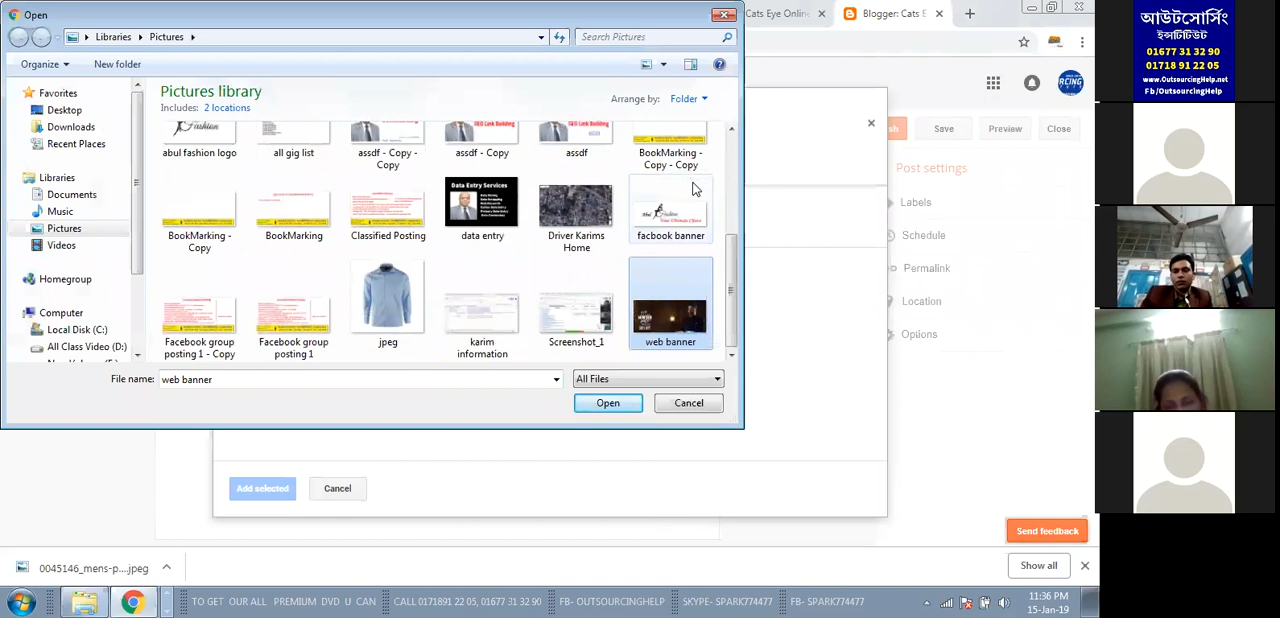 Open
Cats Eye Online
Blogger: Cats E
Libraries
Pictures
Search Pictures
Organize
New folder
Pictures library
Includes: 2 locations
Arrange by:
Folder
Favorites
Desktop
Downloads
Recent Places
Libraries
Documents
Music
Pictures
Videos
Homegroup
Computer
Local Disk (C:)
All Class Video (D:)
abul fashion logo
all gig list
assdf - Copy -
Copy
assdf - Copy
assdf
BookMarking -
Copy - Copy
BookMarking -
Copy
BookMarking
Classified Posting
Data Entry Services
data entry
Driver Karims
Home
facbook banner
Facebook group
posting 1 - Copy
Facebook group
posting 1
jpeg
karim
information
Screenshot_1
web banner
File name:
web banner
All Files
Open
Cancel
Save
Preview
Close
Post settings
Labels
Schedule
Permalink
Location
Options
Add selected
Cancel
Send feedback
0045146_mens-p....jpeg
Show all
TO GET OUR ALL PREMIUM DVD U CAN
CALL 0171891 22 05, 01677 31 32 90
FB- OUTSOURCINGHELP
SKYPE- SPARK774477
FB- SPARK774477
11:36 PM
15-Jan-19
আউটসোর্সিং
ইন্সটিটিউট
01677 31 32 90
01718 91 22 05
www.OutsourcingHelp.net
Fb/OutsourcingHelp